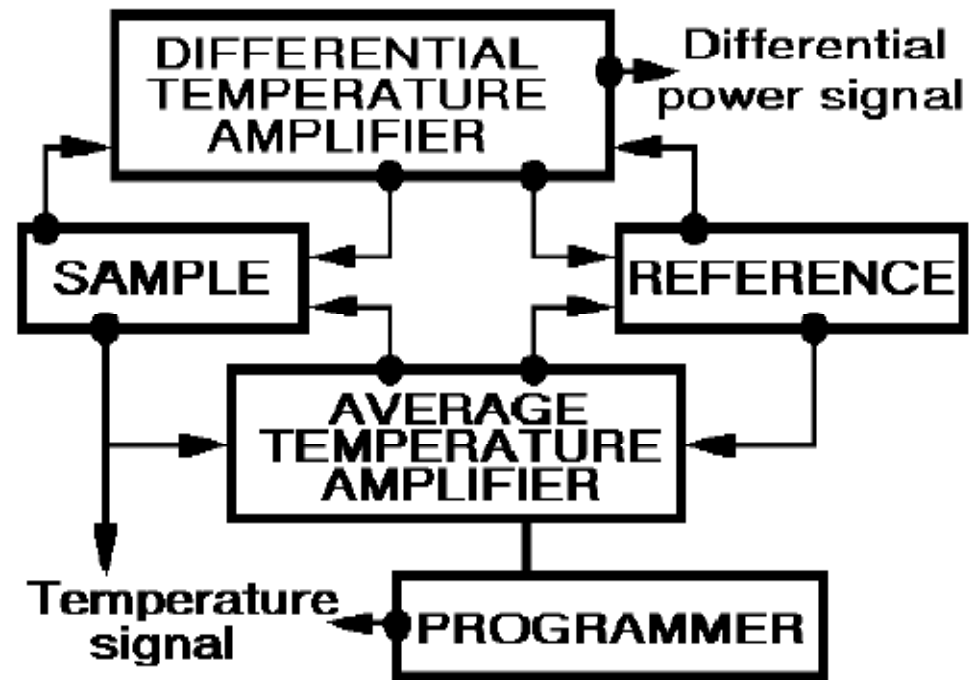 DIFFERENTIAL
TEMPERATURE
AMPLIFIER
Differential
power signal
SAMPLE
REFERENCE
AVERAGE
TEMPERATURE
AMPLIFIER
Temperature
signal
PROGRAMMER